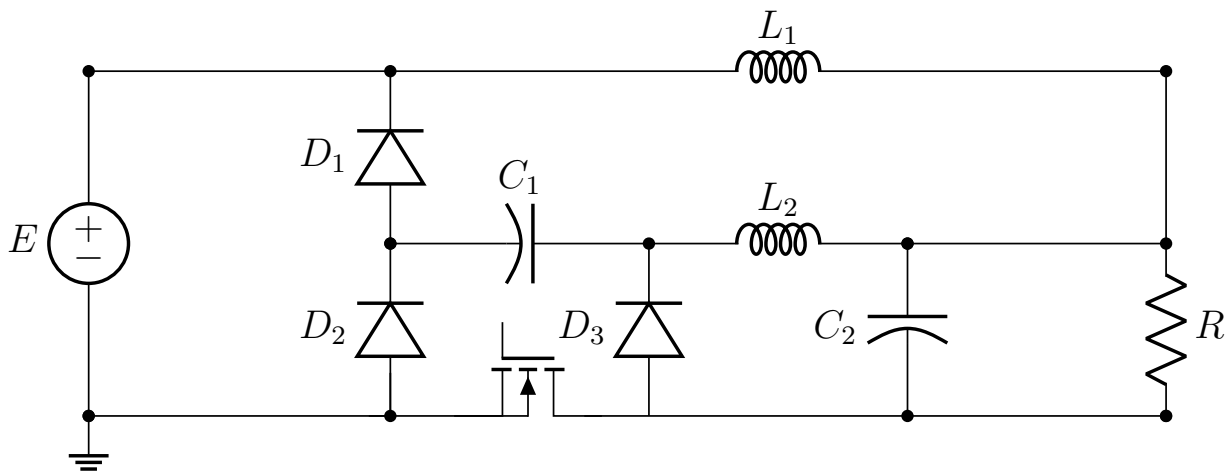 L₁
D₁
C₁
L₂
E
+
−
D₂
D₃
C₂
R